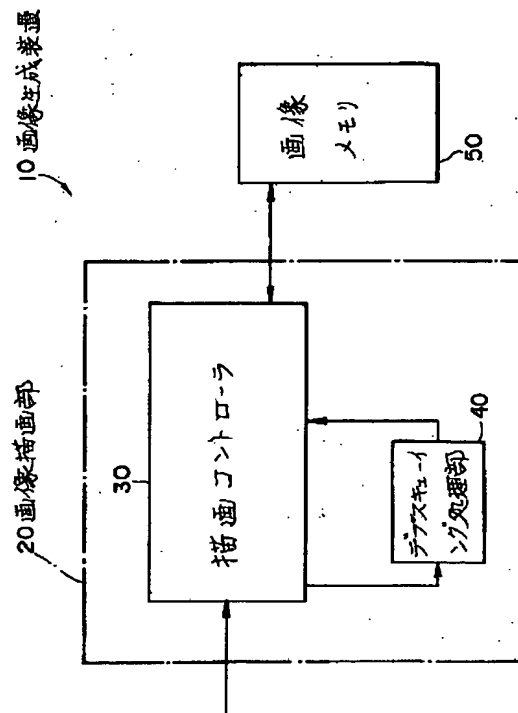 10 画像生成装置
20 画像描画部
30
描画コントローラ
画像
メモリ
50
デプスキューイ
ング処理部
40